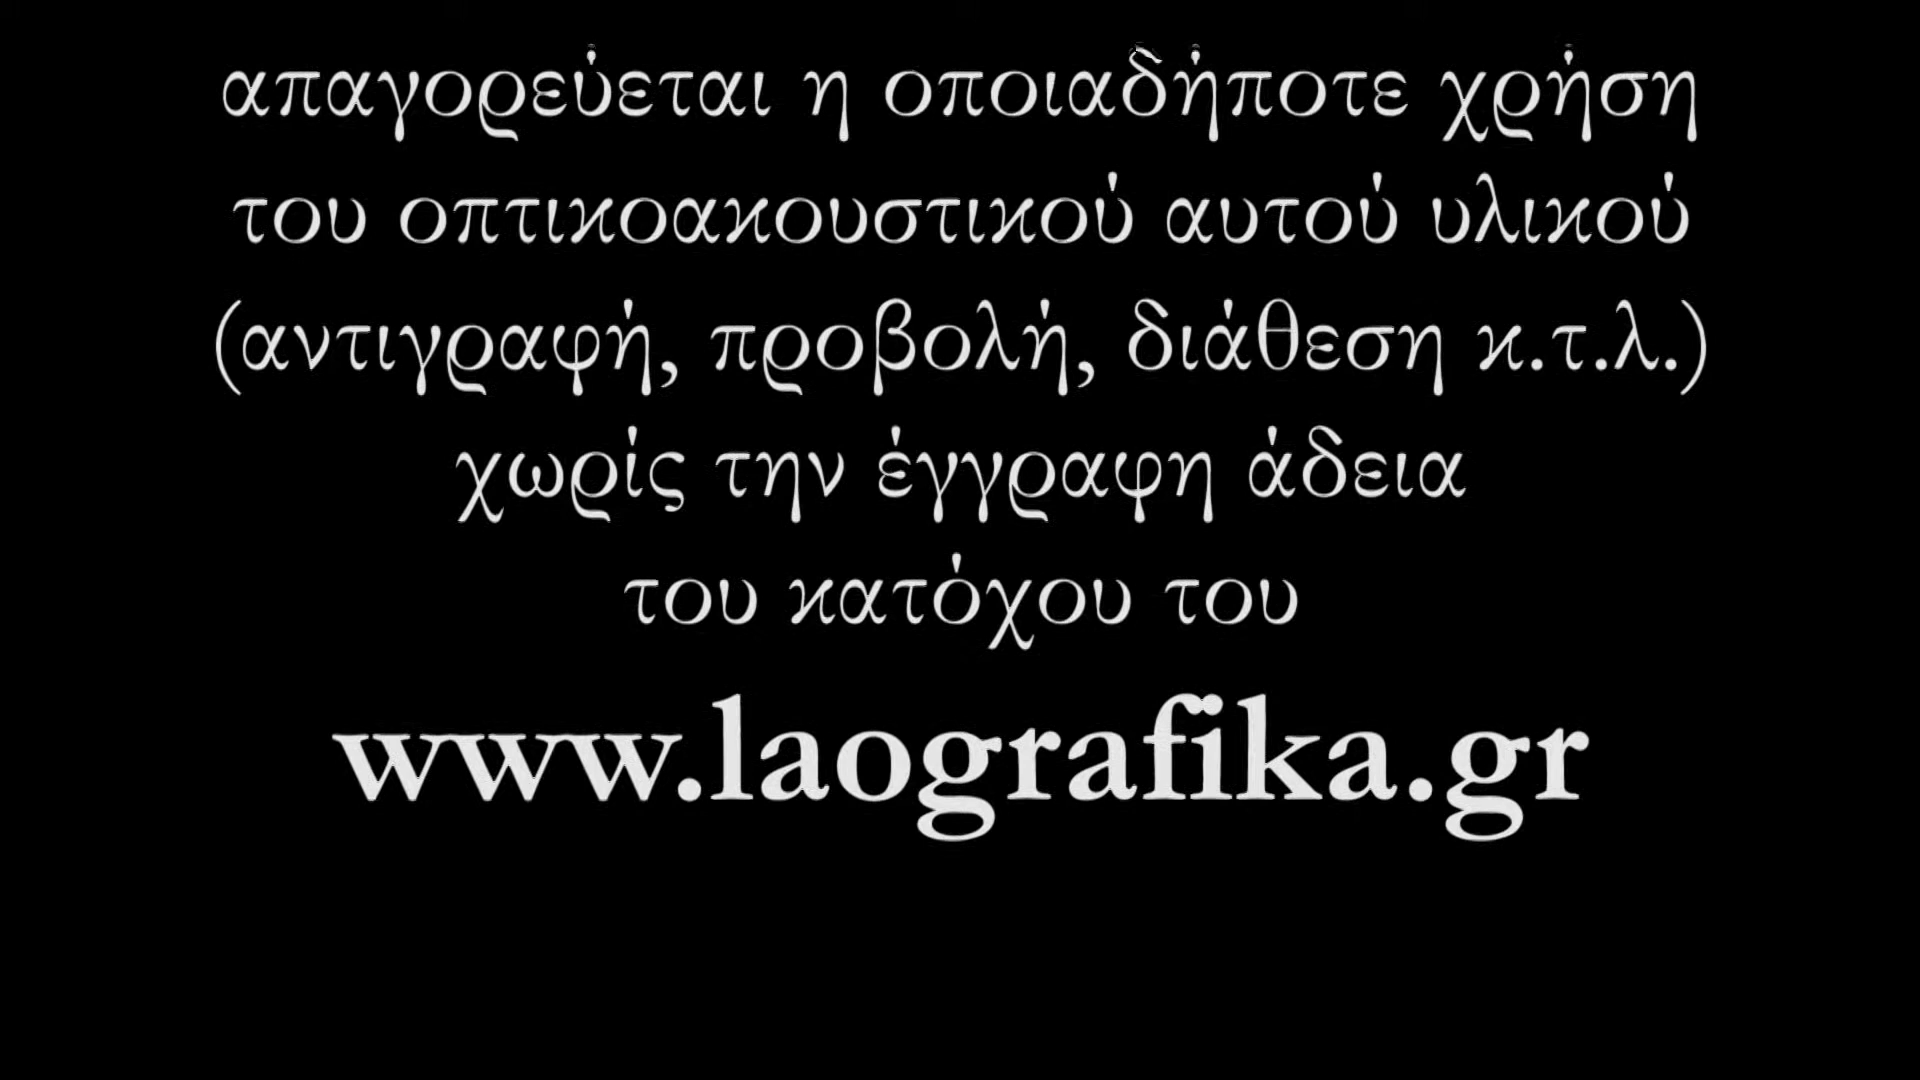 απαγορεύεται η οποιαδήποτε χρήση
του οπτικοακουστικού αυτού υλικού
(αντιγραφή, προβολή, διάθεση κ.τ.λ.)
χωρίς την έγγραφη άδεια
του κατόχου του
www.laografika.gr